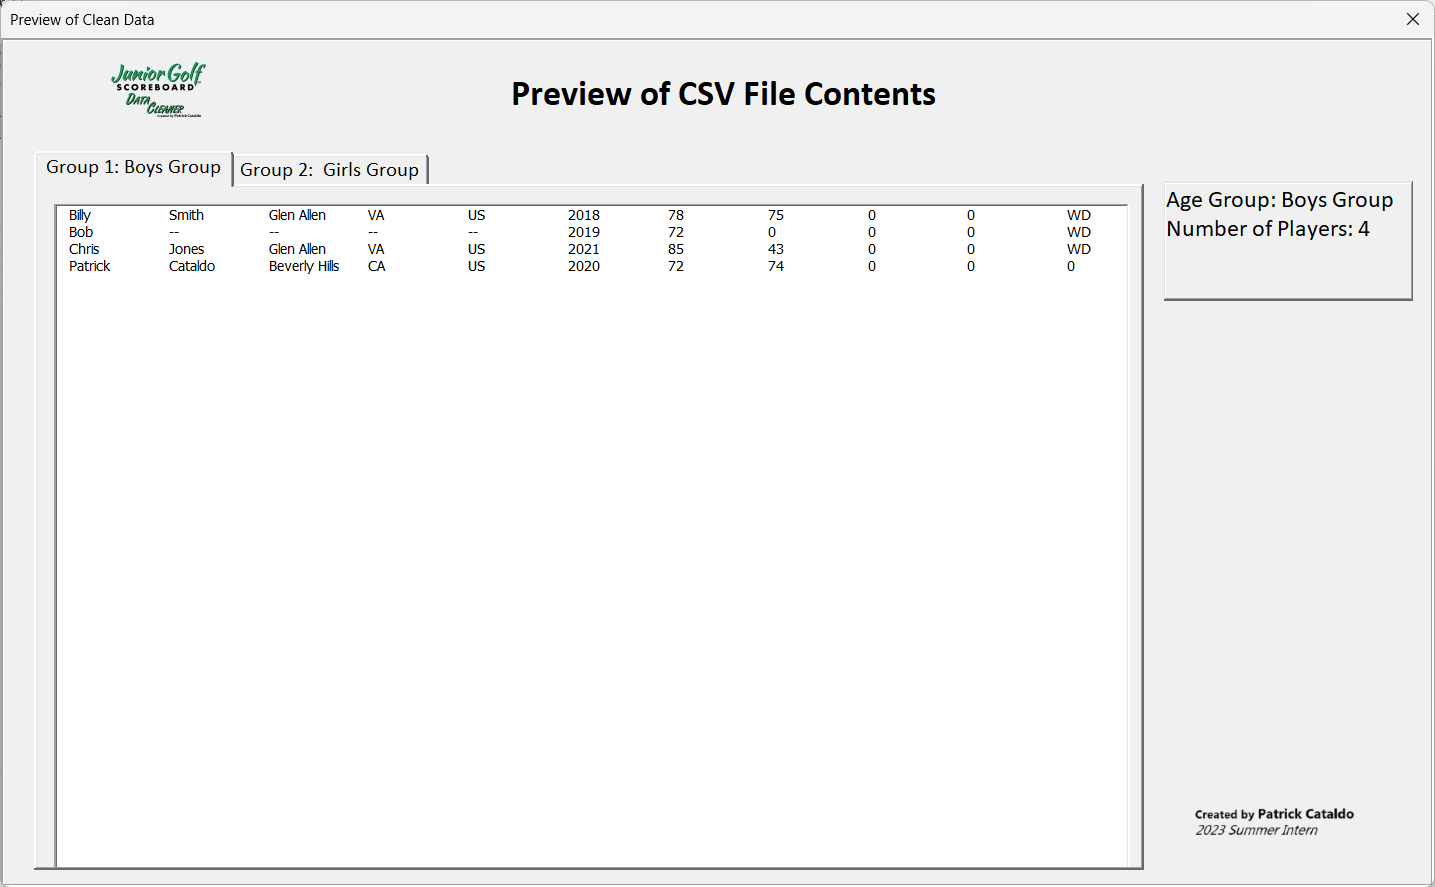 Preview of Clean Data
Junior Golf
SCOREBOARD
DATA CLEANER
Created by Patrick Cataldo
Preview of CSV File Contents
Group 1: Boys Group
Group 2:  Girls Group
Billy Smith Glen Allen VA US 2018 78 75 0 0 WD
Bob -- -- -- -- 2019 72 0 0 0 WD
Chris Jones Glen Allen VA US 2021 85 43 0 0 WD
Patrick Cataldo Beverly Hills CA US 2020 72 74 0 0 0
Age Group: Boys Group
Number of Players: 4
Created by Patrick Cataldo
2023 Summer Intern